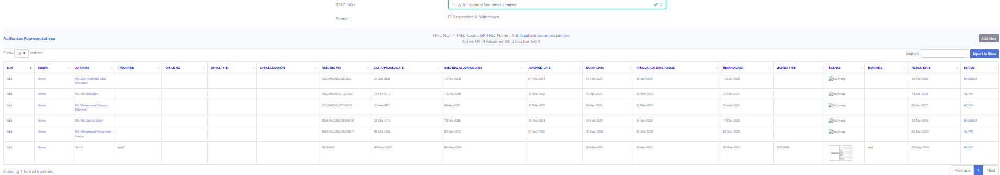 TREC NO :
1 - A. B. Ispahani Securities Limited
Status :
Suspended & Withdrawn
Authorize Representatives
TREC NO : 1 TREC Code : ISP TREC Name : A. B. Ispahani Securities Limited
Active AR : 4 Resumed AR: 2 Inactive AR: 0
Add New
Show 10 entries
Search:
Export to Excel
EDIT RENEW AR NAME TWS NAME OFFICE NO OFFICE TYPE OFFICE LOCATION BSEC REG NO DSE APPROVED DATE BSEC REG ISSUEANCE DATE RENEWED DATE EXPIRY DATE APPLICATION DATE TO BSEC REMIND DATE LICENSE TYPE LICENSE REMARKS ACTION DATE STATUS
Edit Renew Mr. Syed Shah Md. Afsar SEC/AR/DSE/2008/823 23-Jan-2008 13-Feb-2008 01-Feb-2024 12-Feb-2029 12-Jan-2029 12-Dec-2028 No Image 18-Feb-2008 RESUMED
Khorasani
Edit Renew Mr. Md. Saifuddin SEC/AR/DSE/2010/2982 14-Feb-2010 13-Apr-2010 12-Mar-2020 12-Apr-2025 12-Mar-2025 12-Feb-2025 No Image 13-Apr-2010 ACTIVE
Edit Renew Mr. Mohammed Monjour SEC/AR/DSE/2011/4331 23-Jan-2011 06-Apr-2011 11-Mar-2021 05-Apr-2026 05-Mar-2026 05-Feb-2026 No Image 06-Apr-2011 ACTIVE
Morshed
Edit Renew Mr. Md. Zahidul Islam BSEC/AR/DSE/2016/6437 28-Oct-2015 18-Feb-2016 15-Feb-2021 17-Feb-2026 17-Jan-2026 17-Dec-2025 No Image 10-Mar-2016 RESUMED
Edit Renew Mr. Mohammad Mozammel BSEC/AR/DSE/2023/8677 04-Oct-2023 02-Nov-2023 01-Jan-1900 01-Nov-2028 01-Oct-2028 01-Sep-2028 No Image 02-Nov-2023 ACTIVE
Haque
Edit Renew Test 2 test1 98765432 01-May-2024 02-May-2024 02-May-2027 02-Apr-2027 02-Mar-2027 ORIGINAL test 02-May-2024 ACTIVE
Showing 1 to 6 of 6 entries
Previous 1 Next